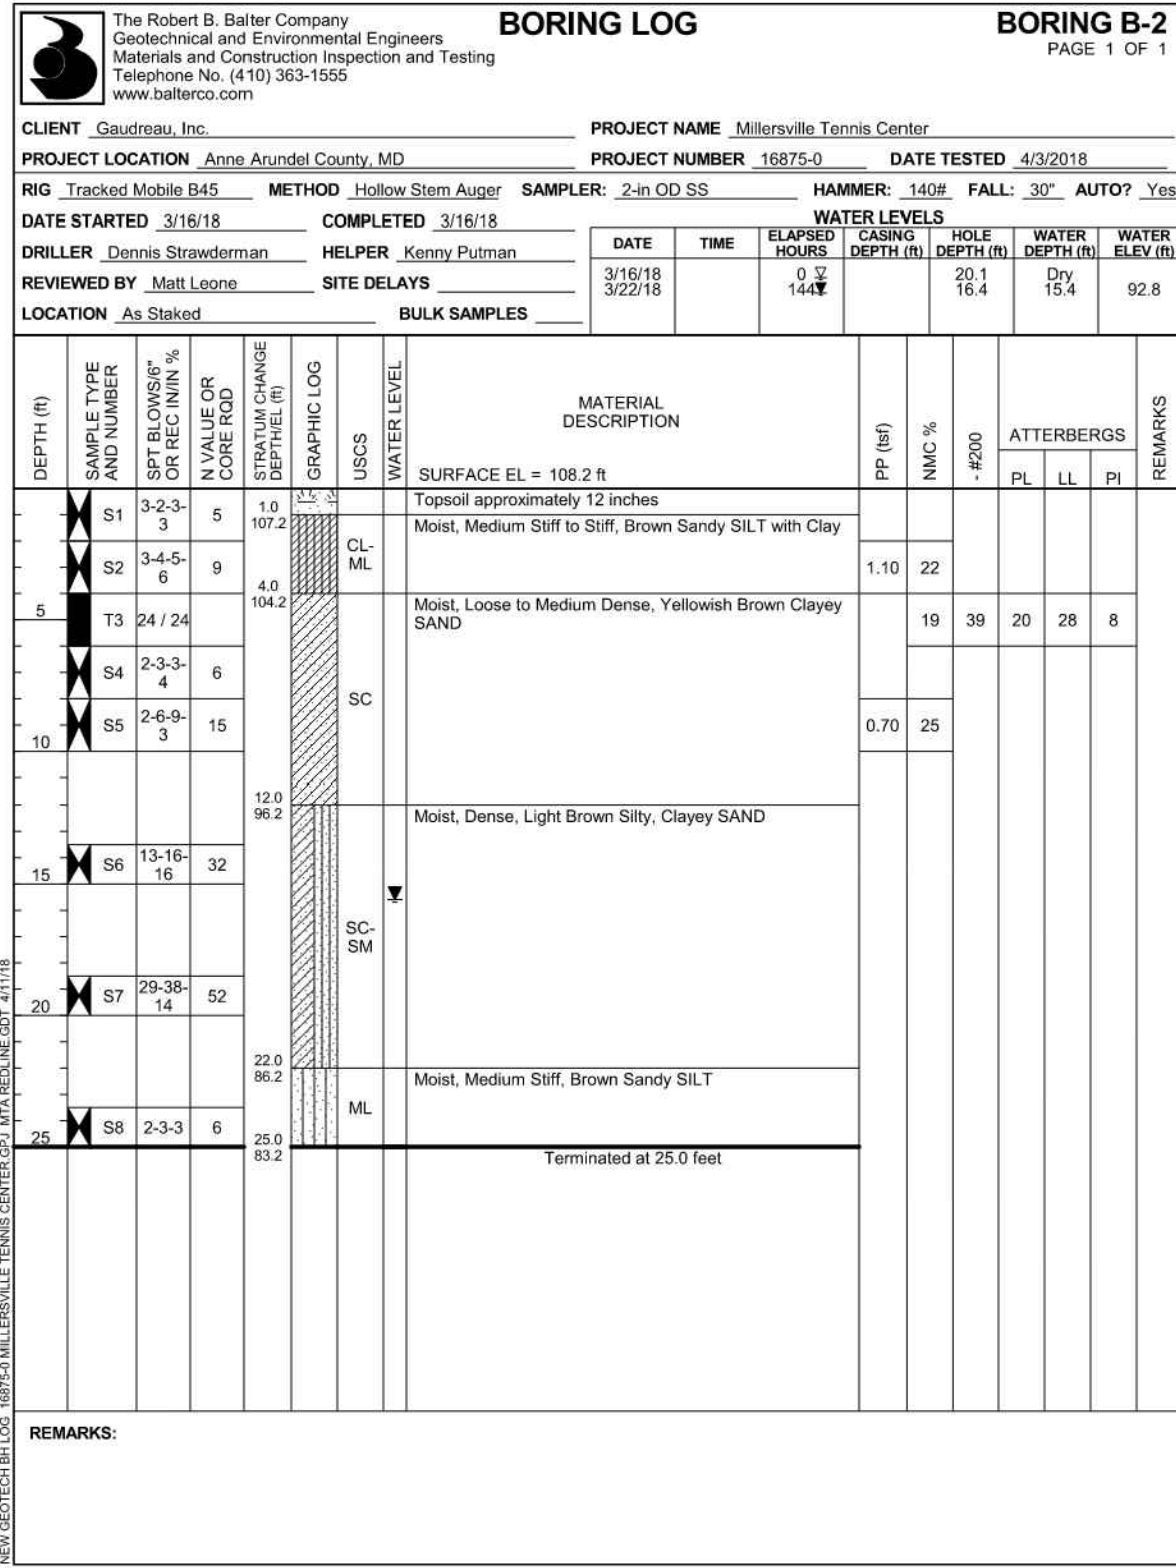 The Robert B. Balter Company
Geotechnical and Environmental Engineers
Materials and Construction Inspection and Testing
Telephone No. (410) 363-1555
www.balterco.com
BORING LOG
BORING B-2
PAGE 1 OF 1
CLIENT Gaudreau, Inc. PROJECT NAME Millersville Tennis Center
PROJECT LOCATION Anne Arundel County, MD PROJECT NUMBER 16875-0 DATE TESTED 4/3/2018
RIG Tracked Mobile B45 METHOD Hollow Stem Auger SAMPLER: 2-in OD SS HAMMER: 140# FALL: 30" AUTO? Yes
DATE STARTED 3/16/18 COMPLETED 3/16/18
DRILLER Dennis Strawderman HELPER Kenny Putman
REVIEWED BY Matt Leone SITE DELAYS
LOCATION As Staked BULK SAMPLES
WATER LEVELS
DATE TIME ELAPSED HOURS CASING DEPTH (ft) HOLE DEPTH (ft) WATER DEPTH (ft) WATER ELEV (ft)
3/16/18 0 20.1 Dry
3/22/18 144 16.4 15.4 92.8
DEPTH (ft)
SAMPLE TYPE
AND NUMBER
SPT BLOWS/6"
OR REC IN/IN %
N VALUE OR
CORE RQD
STRATUM CHANGE
DEPTH/EL (ft)
GRAPHIC LOG
USCS
WATER LEVEL
MATERIAL
DESCRIPTION
SURFACE EL = 108.2 ft
PP (tsf)
NMC %
- #200
ATTERBERGS
PL LL PI
REMARKS
S1 3-2-3-
3 5
1.0
107.2
Topsoil approximately 12 inches
Moist, Medium Stiff to Stiff, Brown Sandy SILT with Clay
CL-
ML
S2 3-4-5-
6 9 1.10 22
4.0
104.2
Moist, Loose to Medium Dense, Yellowish Brown Clayey
SAND
5
T3 24 / 24 19 39 20 28 8
S4 2-3-3-
4 6
SC
S5 2-6-9-
3 15 0.70 25
10
12.0
96.2
Moist, Dense, Light Brown Silty, Clayey SAND
S6 13-16-
16 32
15
SC-
SM
S7 29-38-
14 52
20
22.0
86.2
Moist, Medium Stiff, Brown Sandy SILT
ML
S8 2-3-3 6
25
25.0
83.2
Terminated at 25.0 feet
REMARKS:
NEW GEOTECH BH LOG 16875-0 MILLERSVILLE TENNIS CENTER.GPJ MTA REDLINE.GDT 4/11/18